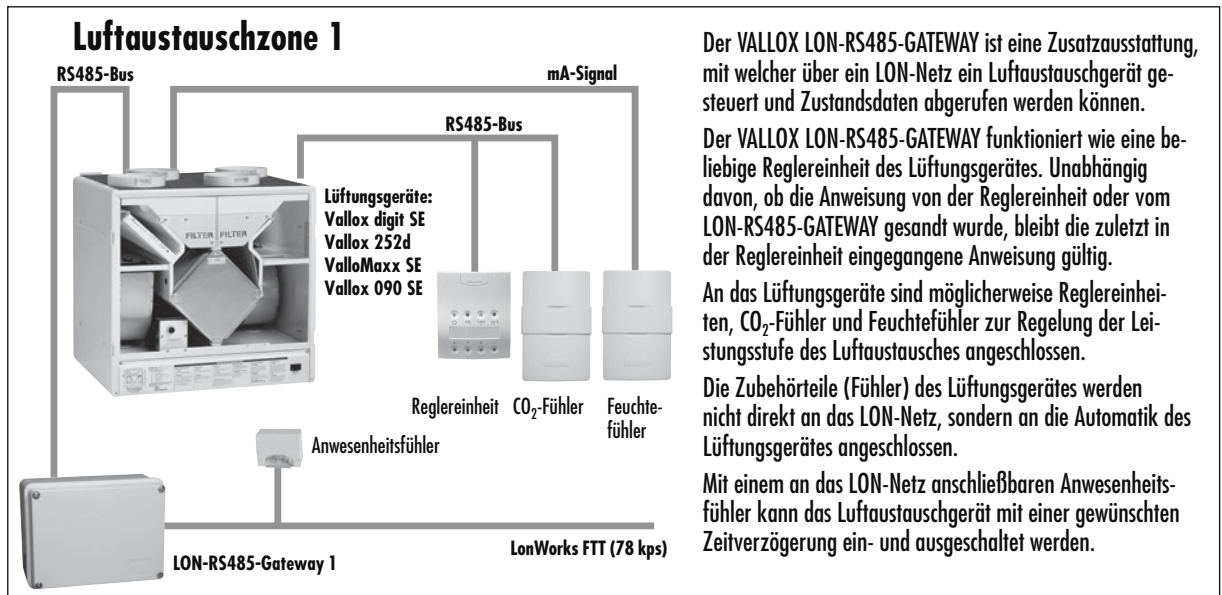 Luftaustauschzone 1
RS485-Bus
mA-Signal
RS485-Bus
Lüftungsgeräte:
Vallox digit SE
Vallox 252d
ValloMaxx SE
Vallox 090 SE
FILTER FILTER
Reglereinheit
CO₂-Fühler
Feuchte-
fühler
Anwesenheitsfühler
LON-RS485-Gateway 1
LonWorks FTT (78 kps)
Der VALLOX LON-RS485-GATEWAY ist eine Zusatzausstattung,
mit welcher über ein LON-Netz ein Luftaustauschgerät ge-
steuert und Zustandsdaten abgerufen werden können.
Der VALLOX LON-RS485-GATEWAY funktioniert wie eine be-
liebige Reglereinheit des Lüftungsgerätes. Unabhängig
davon, ob die Anweisung von der Reglereinheit oder vom
LON-RS485-GATEWAY gesandt wurde, bleibt die zuletzt in
der Reglereinheit eingegangene Anweisung gültig.
An das Lüftungsgeräte sind möglicherweise Reglereinhei-
ten, CO₂-Fühler und Feuchtefühler zur Regelung der Lei-
stungsstufe des Luftaustausches angeschlossen.
Die Zubehörteile (Fühler) des Lüftungsgerätes werden
nicht direkt an das LON-Netz, sondern an die Automatik des
Lüftungsgerätes angeschlossen.
Mit einem an das LON-Netz anschließbaren Anwesenheits-
fühler kann das Luftaustauschgerät mit einer gewünschten
Zeitverzögerung ein- und ausgeschaltet werden.